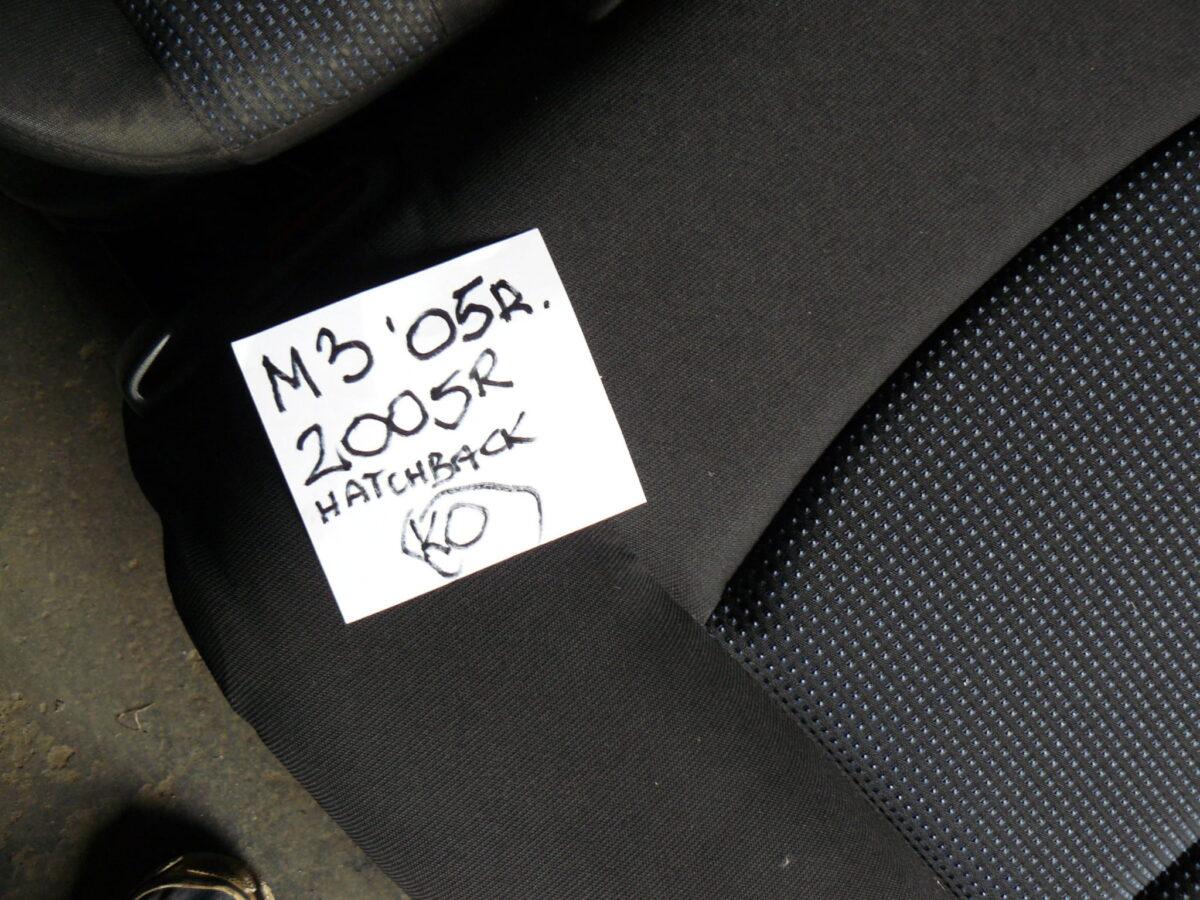 M3 '05R.
2005R
HATCHBACK
KO